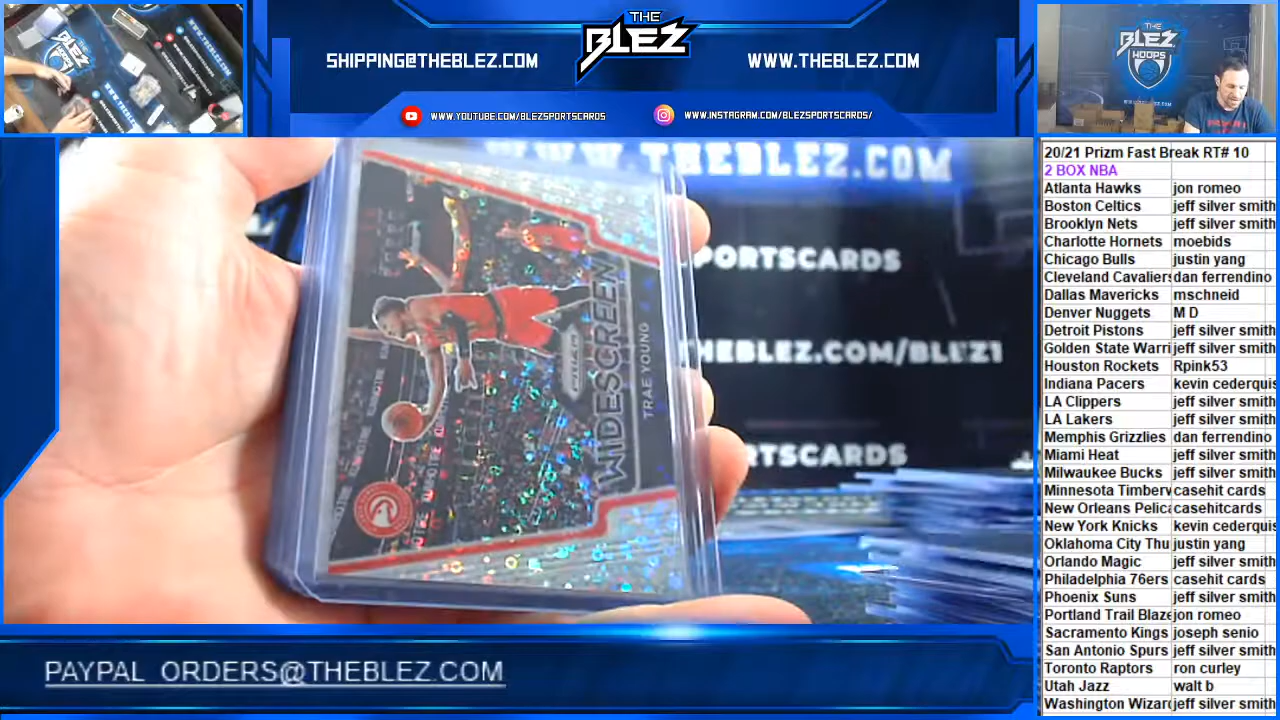 THE
BLEZ
SHIPPING@THEBLEZ.COM
WWW.THEBLEZ.COM
WWW.YOUTUBE.COM/BLEZSPORTSCARDS
WWW.INSTAGRAM.COM/BLEZSPORTSCARDS/
THE
BLEZ
HOOPS
WWW.THEBLEZ.COM
SPORTSCARDS
THEBLEZ.COM/BLEZ1
SPORTSCARDS
WIDESCREEN
PRIZM
TRAE YOUNG
20/21 Prizm Fast Break RT# 10
2 BOX NBA
Atlanta Hawks jon romeo
Boston Celtics jeff silver smith
Brooklyn Nets jeff silver smith
Charlotte Hornets moebids
Chicago Bulls justin yang
Cleveland Cavaliers dan ferrendino
Dallas Mavericks mschneid
Denver Nuggets M D
Detroit Pistons jeff silver smith
Golden State Warri jeff silver smith
Houston Rockets Rpink53
Indiana Pacers kevin cederquis
LA Clippers jeff silver smith
LA Lakers jeff silver smith
Memphis Grizzlies dan ferrendino
Miami Heat jeff silver smith
Milwaukee Bucks jeff silver smith
Minnesota Timberv casehit cards
New Orleans Pelica casehitcards
New York Knicks kevin cederquis
Oklahoma City Thu justin yang
Orlando Magic jeff silver smith
Philadelphia 76ers casehit cards
Phoenix Suns jeff silver smith
Portland Trail Blaze jon romeo
Sacramento Kings joseph senio
San Antonio Spurs jeff silver smith
Toronto Raptors ron curley
Utah Jazz walt b
Washington Wizard jeff silver smith
PAYPAL ORDERS@THEBLEZ.COM